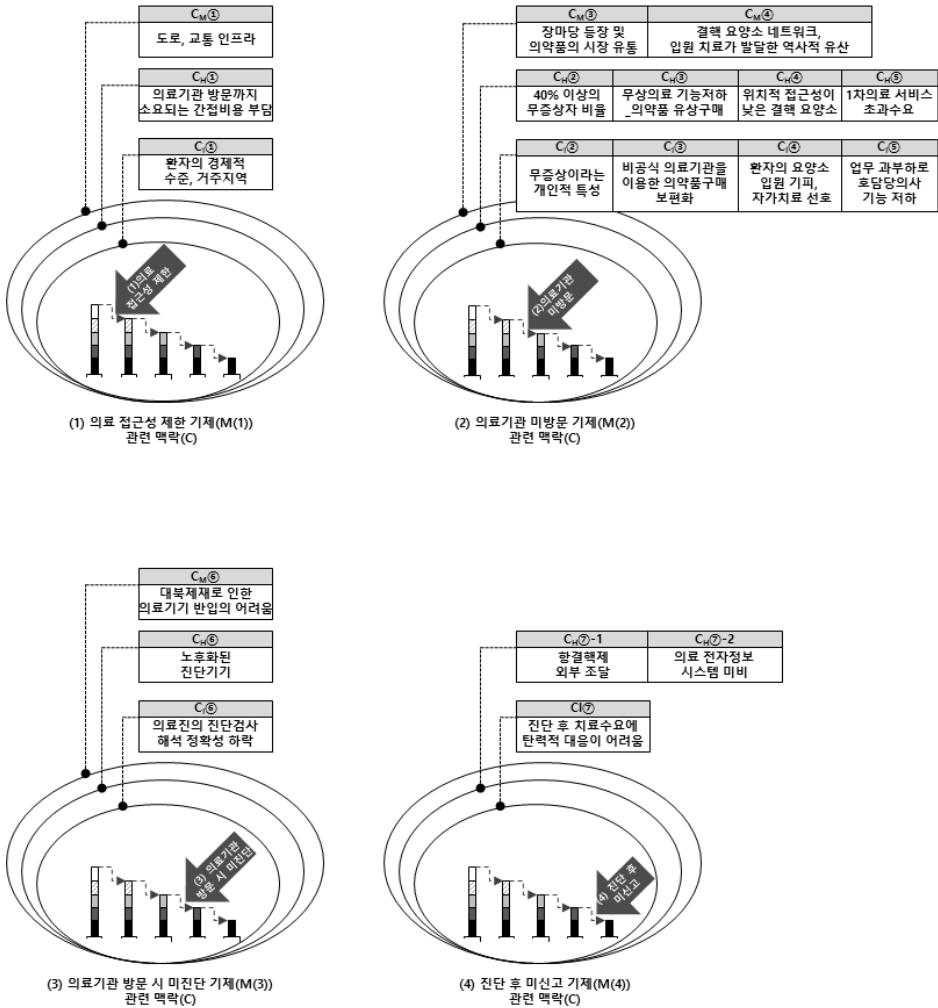 C_M①
도로, 교통 인프라
C_H①
의료기관 방문까지
소요되는 간접비용 부담
C_I①
환자의 경제적
수준, 거주지역
(1)의료
접근성 제한
(1) 의료 접근성 제한 기제(M(1))
관련 맥락(C)
C_M③
장마당 등장 및
의약품의 시장 유통
C_M④
결핵 요양소 네트워크,
입원 치료가 발달한 역사적 유산
C_H②
40% 이상의
무증상자 비율
C_H③
무상의료 기능저하
_의약품 유상구매
C_H④
위치적 접근성이
낮은 결핵 요양소
C_H⑤
1차의료 서비스
초과수요
C_I②
무증상이라는
개인적 특성
C_I③
비공식 의료기관을
이용한 의약품구매
보편화
C_I④
환자의 요양소
입원 기피,
자가치료 선호
C_I⑤
업무 과부하로
호담당의사
기능 저하
(2)의료기관
미방문
(2) 의료기관 미방문 기제(M(2))
관련 맥락(C)
C_M⑥
대북제재로 인한
의료기기 반입의 어려움
C_H⑥
노후화된
진단기기
C_I⑥
의료진의 진단검사
해석 정확성 하락
(3) 의료기관
방문 시 미진단
(3) 의료기관 방문 시 미진단 기제(M(3))
관련 맥락(C)
C_H⑦-1
항결핵제
외부 조달
C_H⑦-2
의료 전자정보
시스템 미비
CI⑦
진단 후 치료수요에
탄력적 대응이 어려움
(4) 진단 후
미신고
(4) 진단 후 미신고 기제(M(4))
관련 맥락(C)